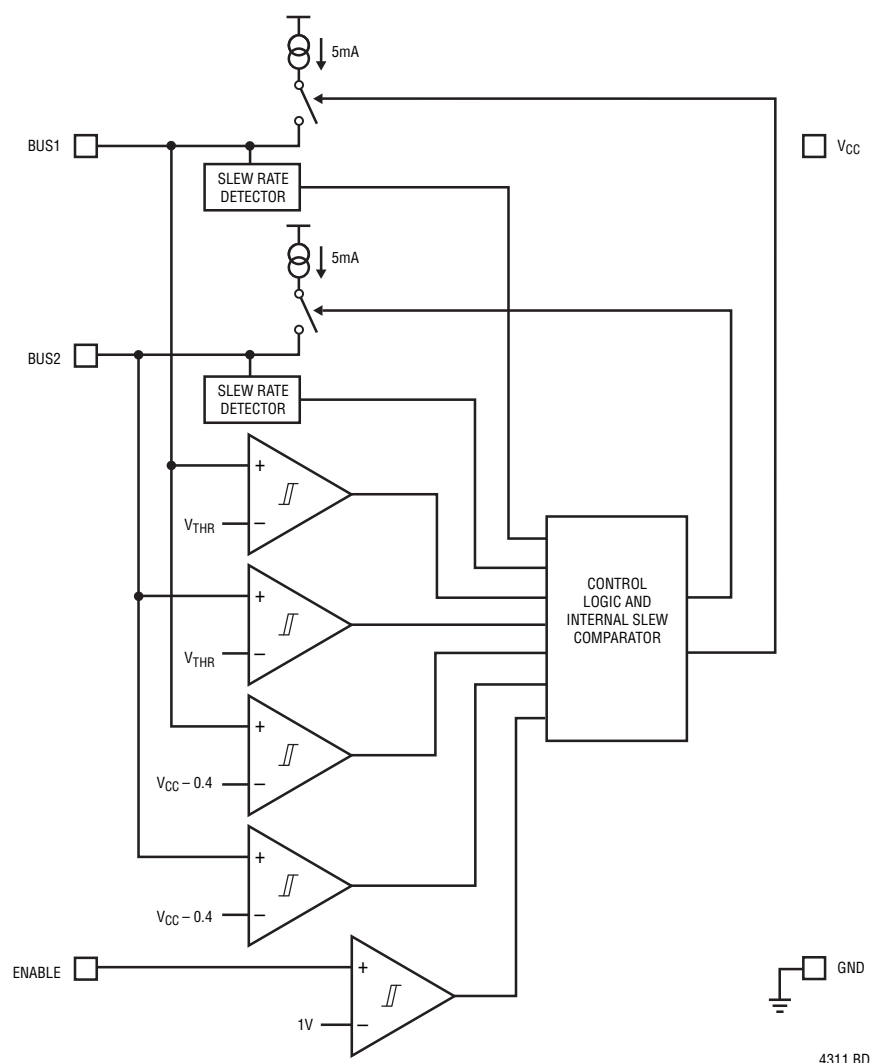 5mA
BUS1
VCC
SLEW RATE
DETECTOR
5mA
BUS2
SLEW RATE
DETECTOR
+
VTHR
−
CONTROL
LOGIC AND
INTERNAL SLEW
COMPARATOR
+
VTHR
−
+
VCC – 0.4
−
+
VCC – 0.4
−
ENABLE
+
GND
1V
−
4311 BD